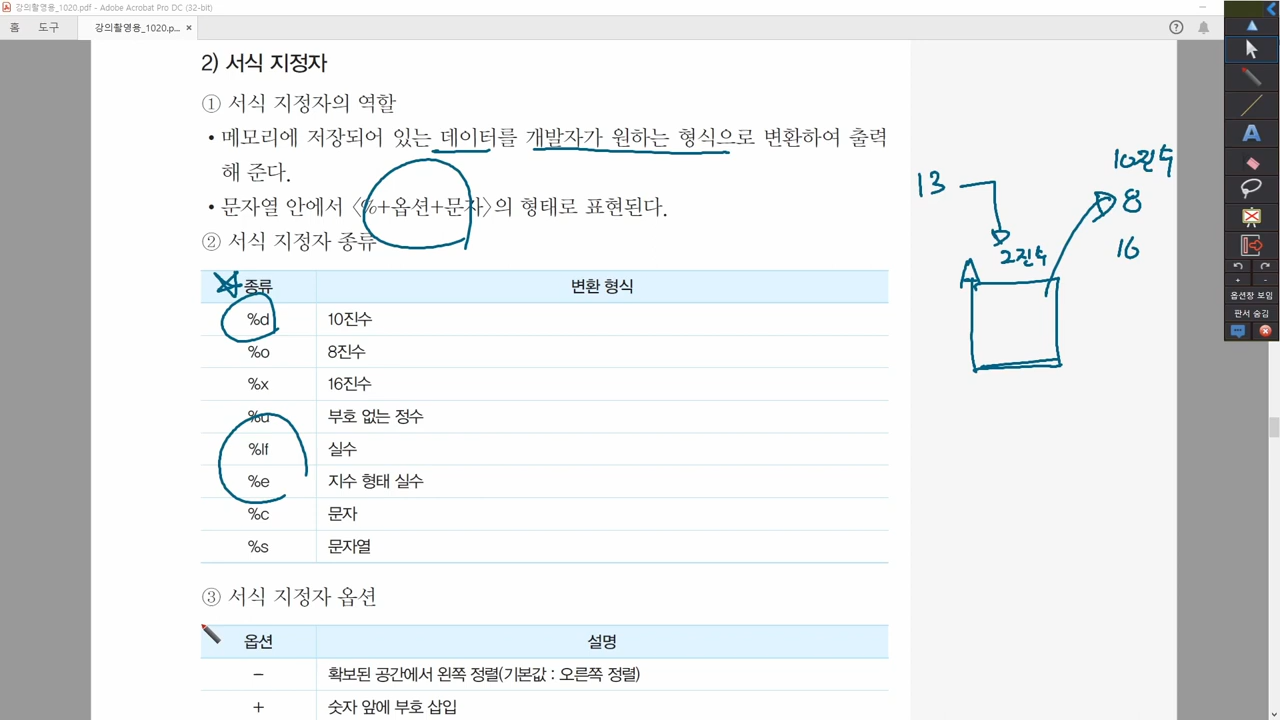 강의촬영용_1020.pdf - Adobe Acrobat Pro DC (32-bit)
홈 도구 강의촬영용_1020.p... ×
2) 서식 지정자
① 서식 지정자의 역할
• 메모리에 저장되어 있는 데이터를 개발자가 원하는 형식으로 변환하여 출력
해 준다.
• 문자열 안에서 〈%+옵션+문자〉의 형태로 표현된다.
② 서식 지정자 종류
종류 변환 형식
%d 10진수
%o 8진수
%x 16진수
%u 부호 없는 정수
%lf 실수
%e 지수 형태 실수
%c 문자
%s 문자열
③ 서식 지정자 옵션
옵션 설명
− 확보된 공간에서 왼쪽 정렬(기본값 : 오른쪽 정렬)
+ 숫자 앞에 부호 삽입
13
2진수
A
10진수
8
16
옵션장 보임
판서 숨김